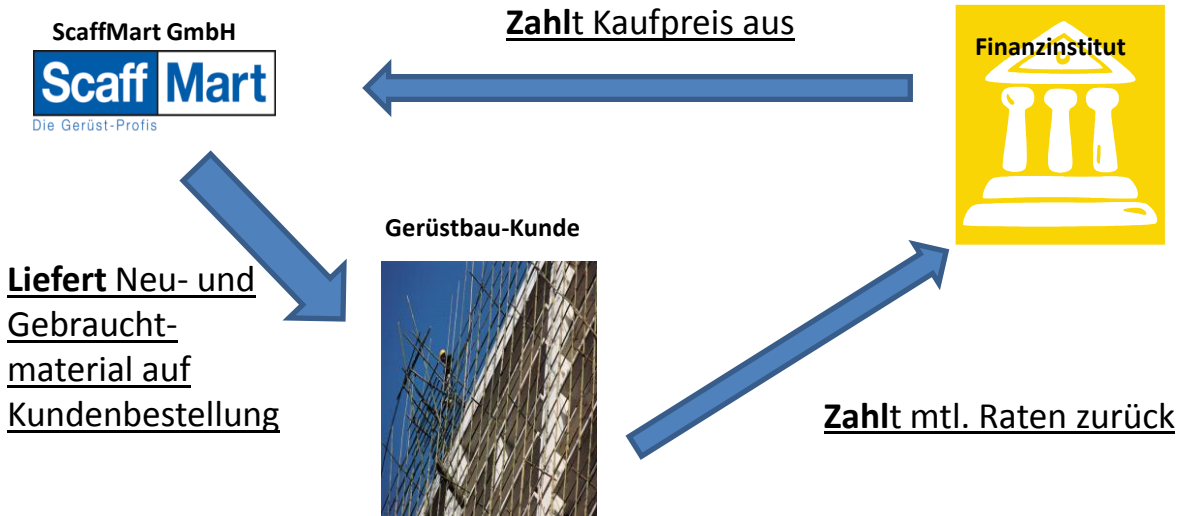 ScaffMart GmbH
Scaff Mart
Die Gerüst-Profis
Zahlt Kaufpreis aus
Finanzinstitut
Gerüstbau-Kunde
Liefert Neu- und
Gebraucht-
material auf
Kundenbestellung
Zahlt mtl. Raten zurück